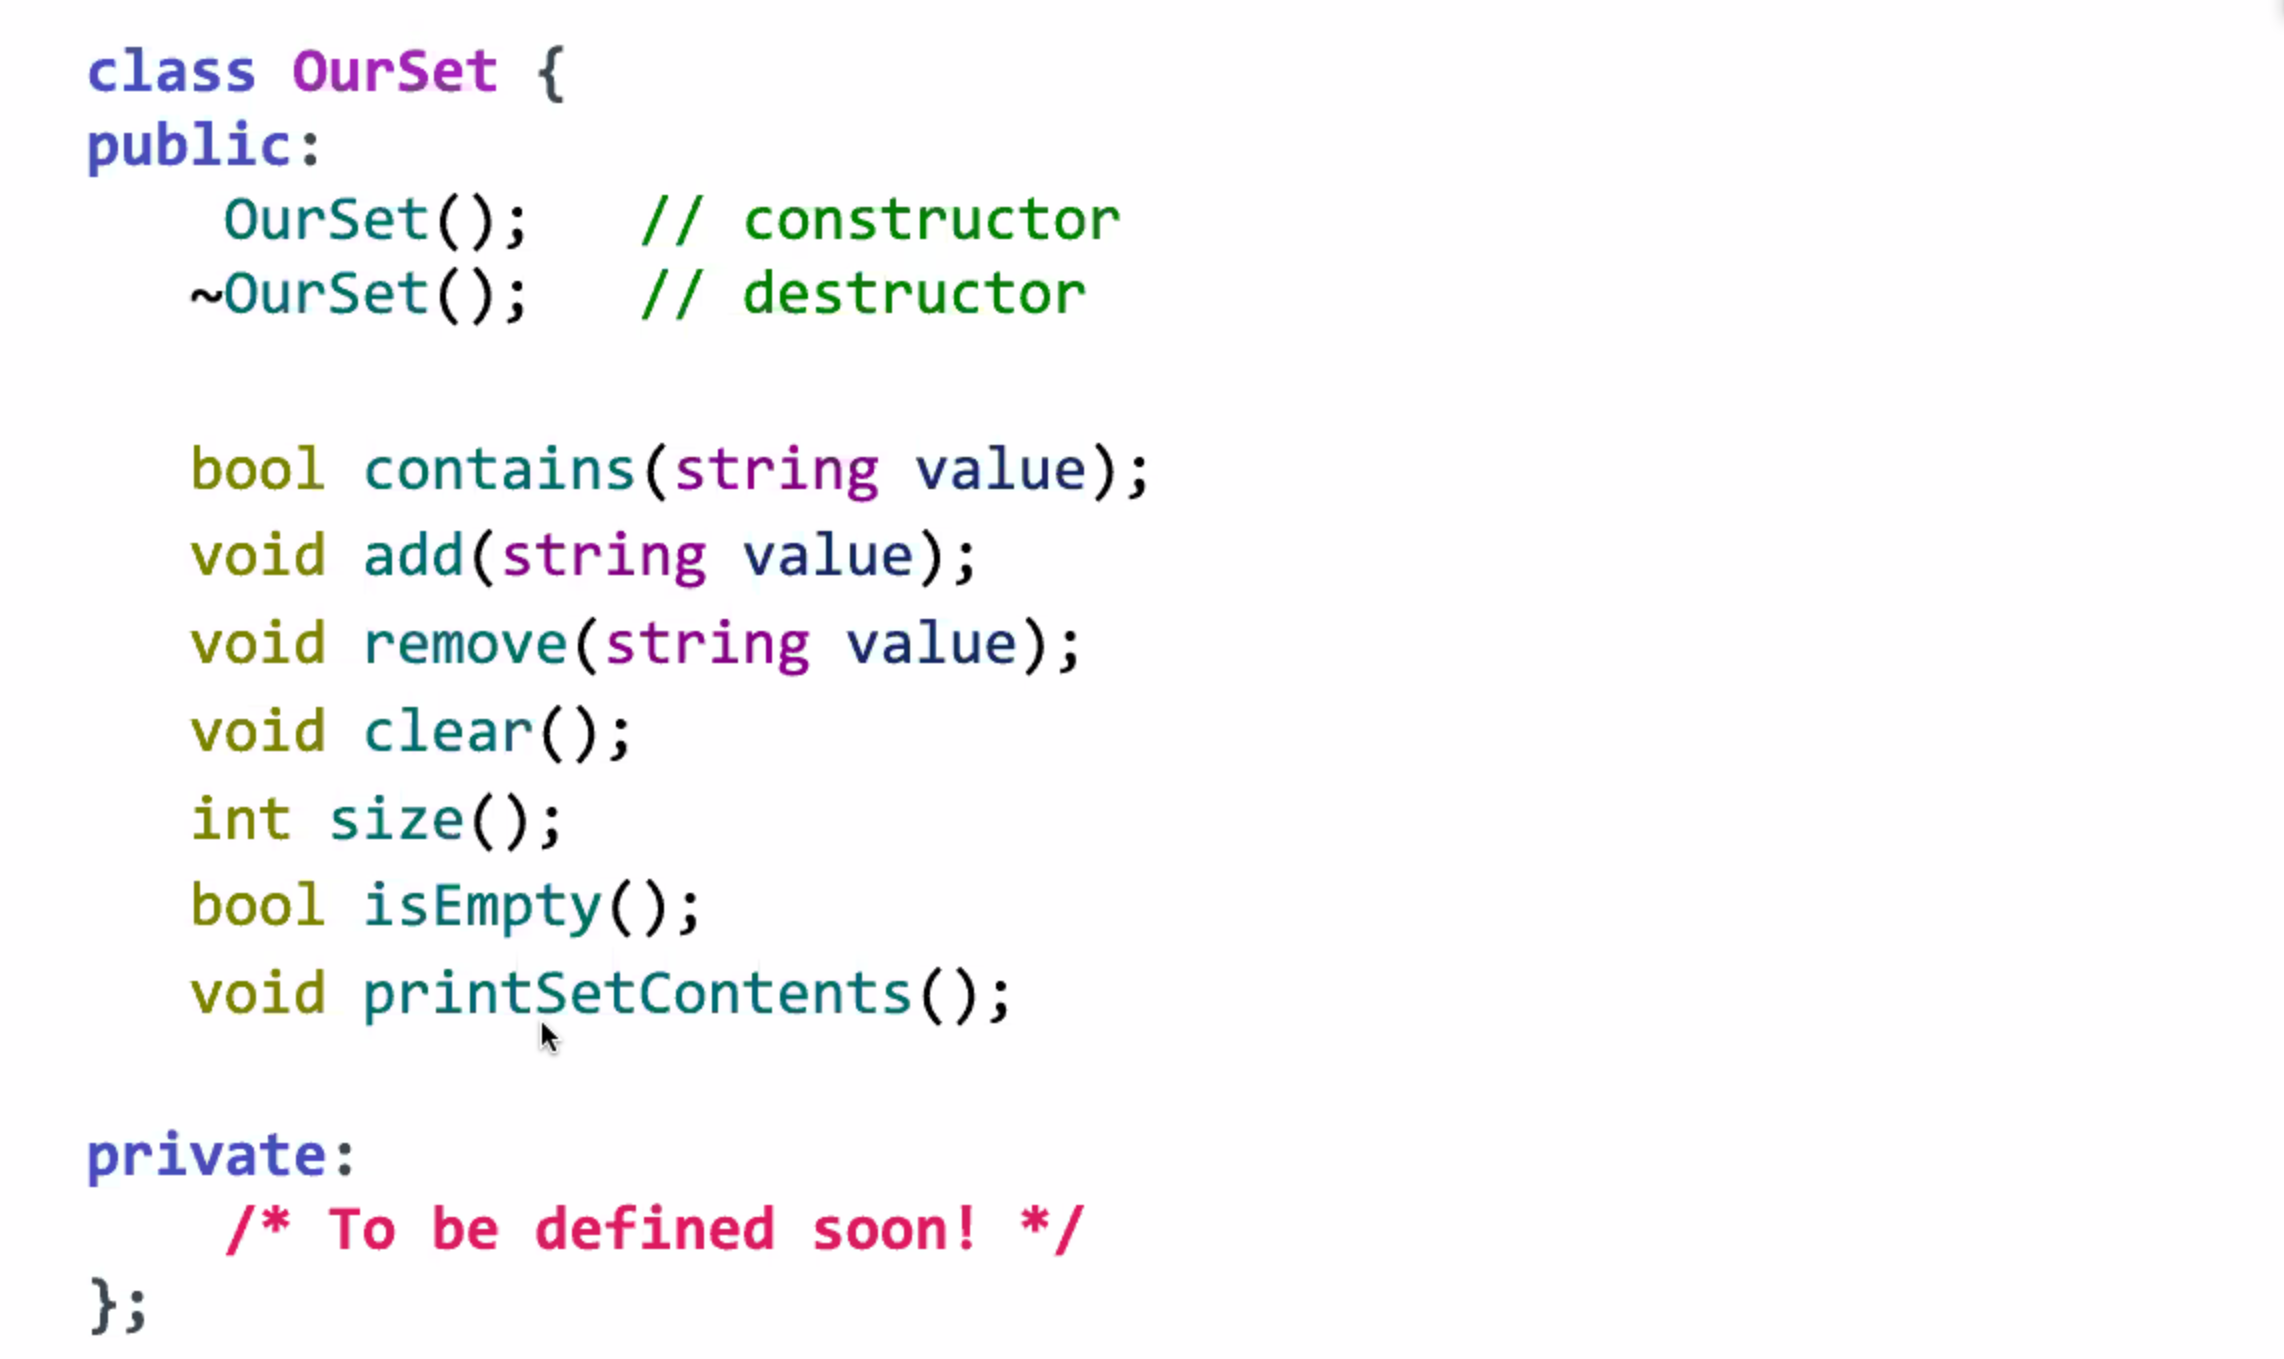 class OurSet {
public:
    OurSet();   // constructor
   ~OurSet();   // destructor
   bool contains(string value);
   void add(string value);
   void remove(string value);
   void clear();
   int size();
   bool isEmpty();
   void printSetContents();
private:
    /* To be defined soon! */
};